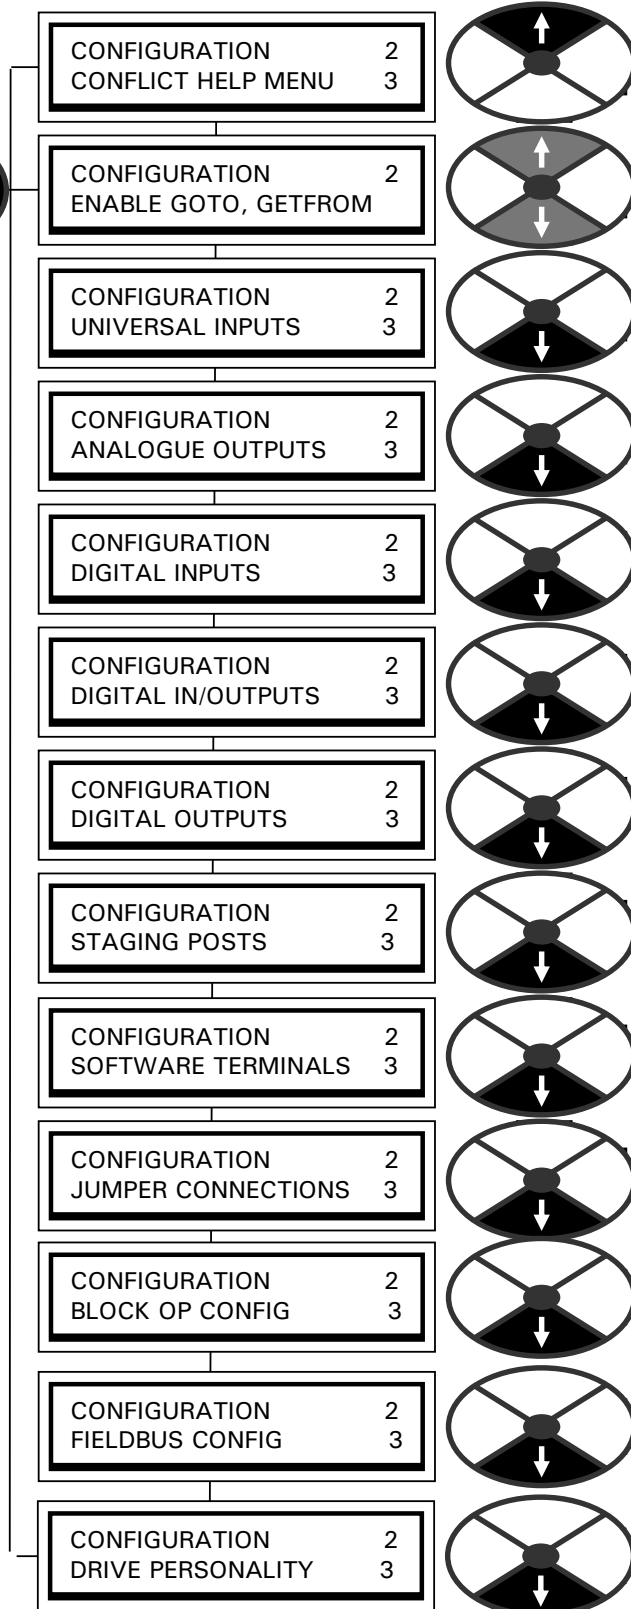 CONFIGURATION 2
CONFLICT HELP MENU 3
CONFIGURATION 2
ENABLE GOTO, GETFROM
CONFIGURATION 2
UNIVERSAL INPUTS 3
CONFIGURATION 2
ANALOGUE OUTPUTS 3
CONFIGURATION 2
DIGITAL INPUTS 3
CONFIGURATION 2
DIGITAL IN/OUTPUTS 3
CONFIGURATION 2
DIGITAL OUTPUTS 3
CONFIGURATION 2
STAGING POSTS 3
CONFIGURATION 2
SOFTWARE TERMINALS 3
CONFIGURATION 2
JUMPER CONNECTIONS 3
CONFIGURATION 2
BLOCK OP CONFIG 3
CONFIGURATION 2
FIELDBUS CONFIG 3
CONFIGURATION 2
DRIVE PERSONALITY 3